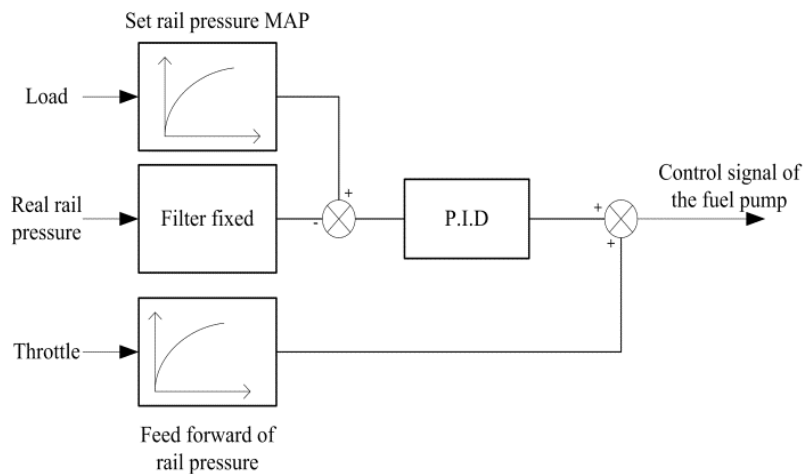 Set rail pressure MAP
Load
+
Real rail
pressure
Filter fixed
-
P.I.D
+
+
Control signal of
the fuel pump
Throttle
Feed forward of
rail pressure